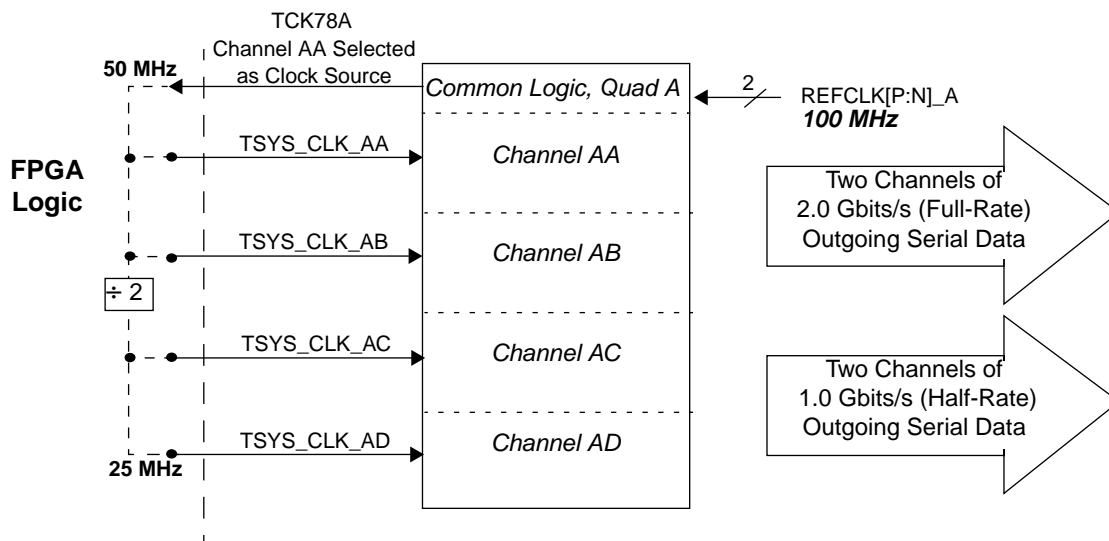 TCK78A
Channel AA Selected
as Clock Source
50 MHz
Common Logic, Quad A
2
REFCLK[P:N]_A
100 MHz
TSYS_CLK_AA
Channel AA
FPGA
Logic
Two Channels of
2.0 Gbits/s (Full-Rate)
Outgoing Serial Data
TSYS_CLK_AB
Channel AB
÷ 2
TSYS_CLK_AC
Channel AC
Two Channels of
1.0 Gbits/s (Half-Rate)
Outgoing Serial Data
TSYS_CLK_AD
Channel AD
25 MHz